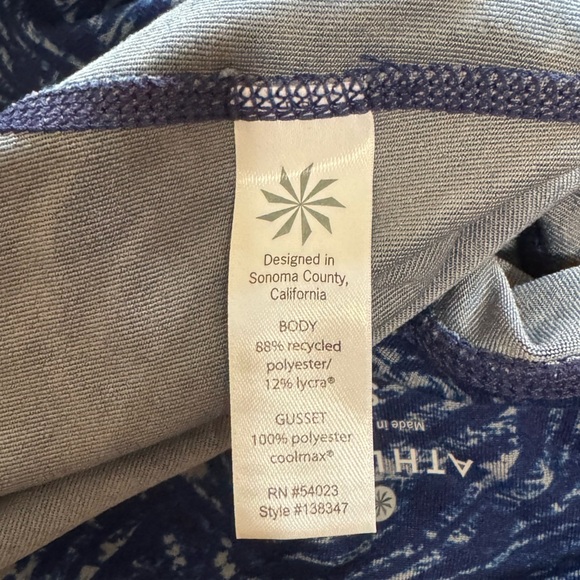 Designed in
Sonoma County,
California
BODY
88% recycled
polyester/
12% lycra®
GUSSET
100% polyester
coolmax®
RN #54023
Style #138347
ATHL
Made in